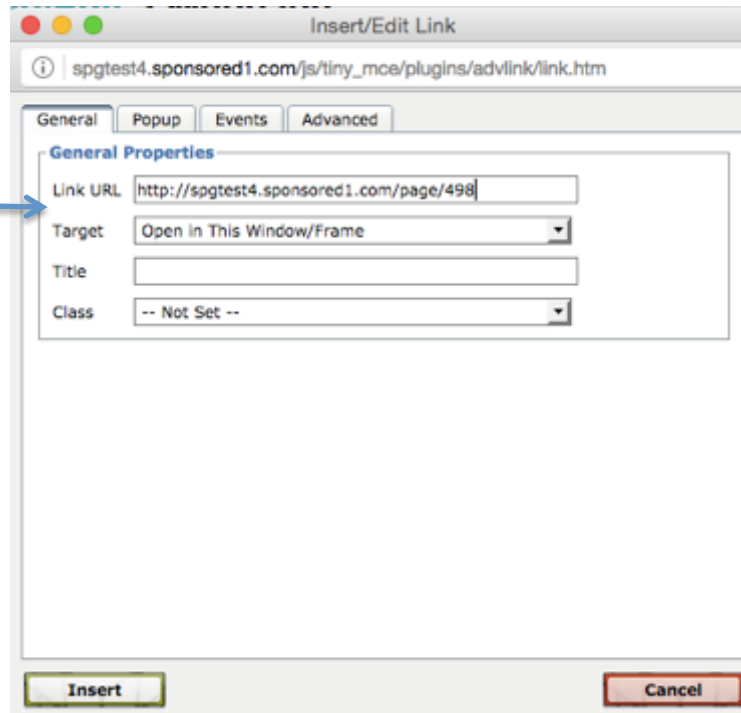 Insert/Edit Link
spgtest4.sponsored1.com/js/tiny_mce/plugins/advlink/link.htm
General Popup Events Advanced
General Properties
Link URL http://spgtest4.sponsored1.com/page/498
Target Open in This Window/Frame
Title
Class -- Not Set --
Insert Cancel